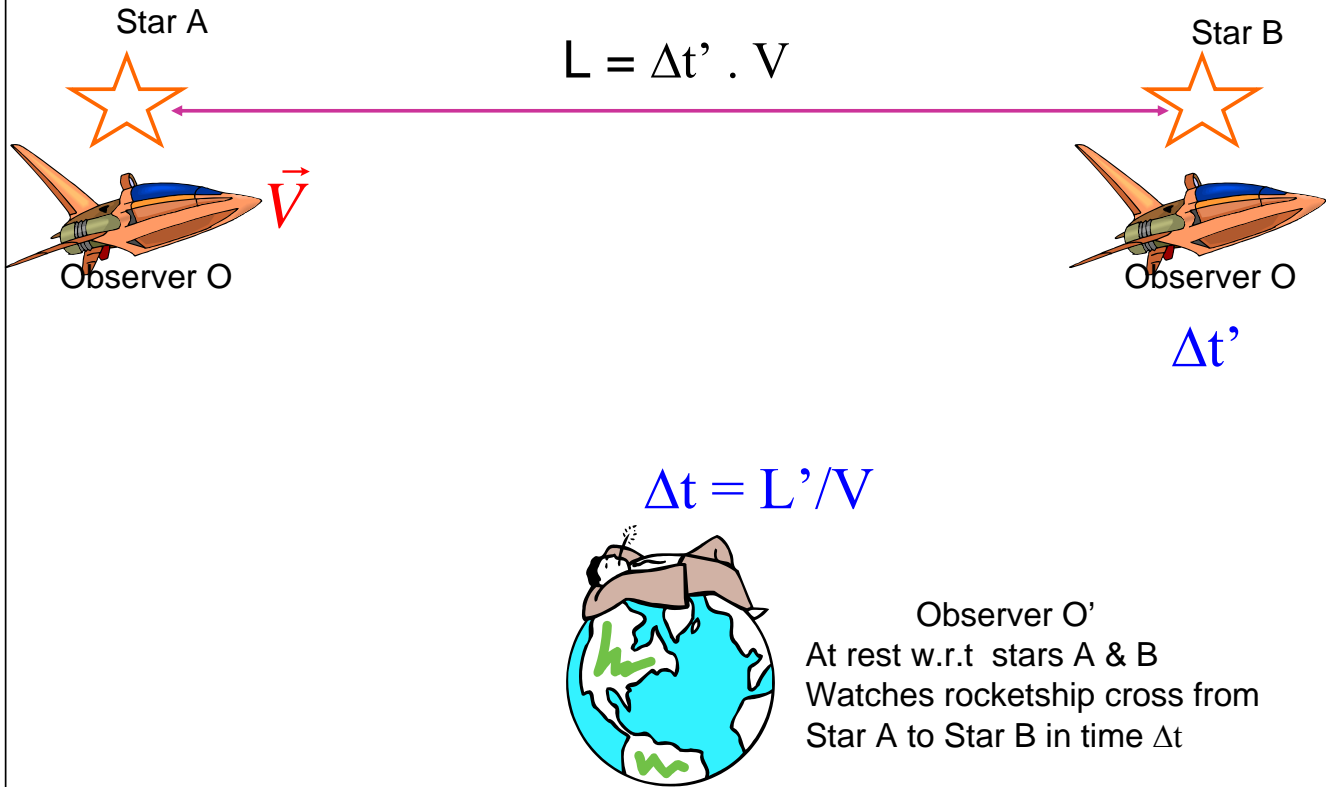 Star A
Star B
L = Δt’ . V
V
Observer O
Observer O
Δt’
Δt = L’/V
Observer O’
At rest w.r.t stars A & B
Watches rocketship cross from
Star A to Star B in time Δt